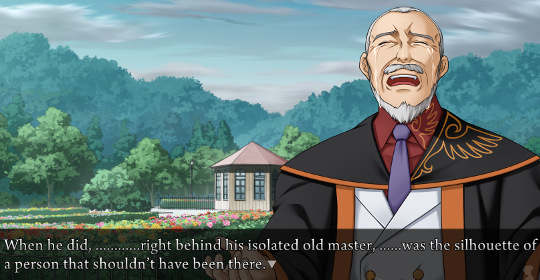 When he did, ............right behind his isolated old master, ......was the silhouette of
a person that shouldn't have been there.▼